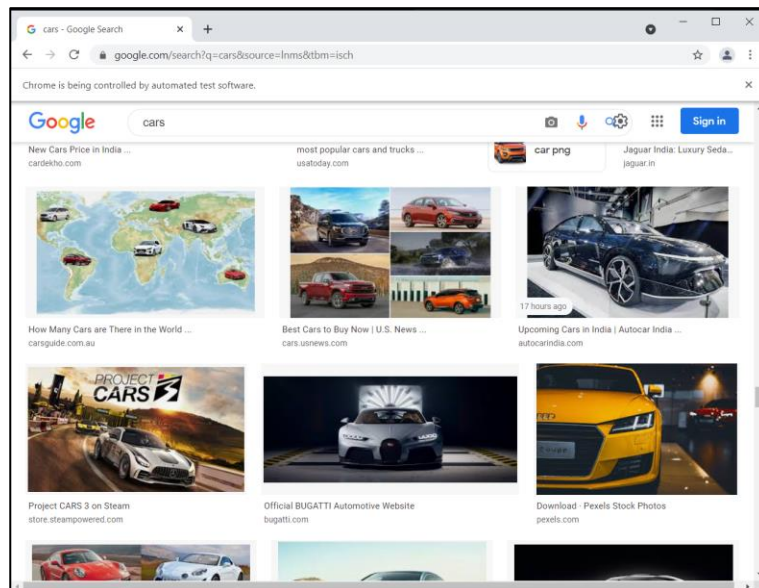 cars - Google Search
google.com/search?q=cars&source=lnms&tbm=isch
Chrome is being controlled by automated test software.
Google
cars
Sign in
New Cars Price in India ...
cardekho.com
most popular cars and trucks ...
usatoday.com
car png
Jaguar India: Luxury Seda...
jaguar.in
17 hours ago
How Many Cars are There in the World ...
carsguide.com.au
Best Cars to Buy Now | U.S. News ...
cars.usnews.com
Upcoming Cars in India | Autocar India ...
autocarindia.com
PROJECT
CARS 3
Project CARS 3 on Steam
store.steampowered.com
Official BUGATTI Automotive Website
bugatti.com
Download · Pexels Stock Photos
pexels.com